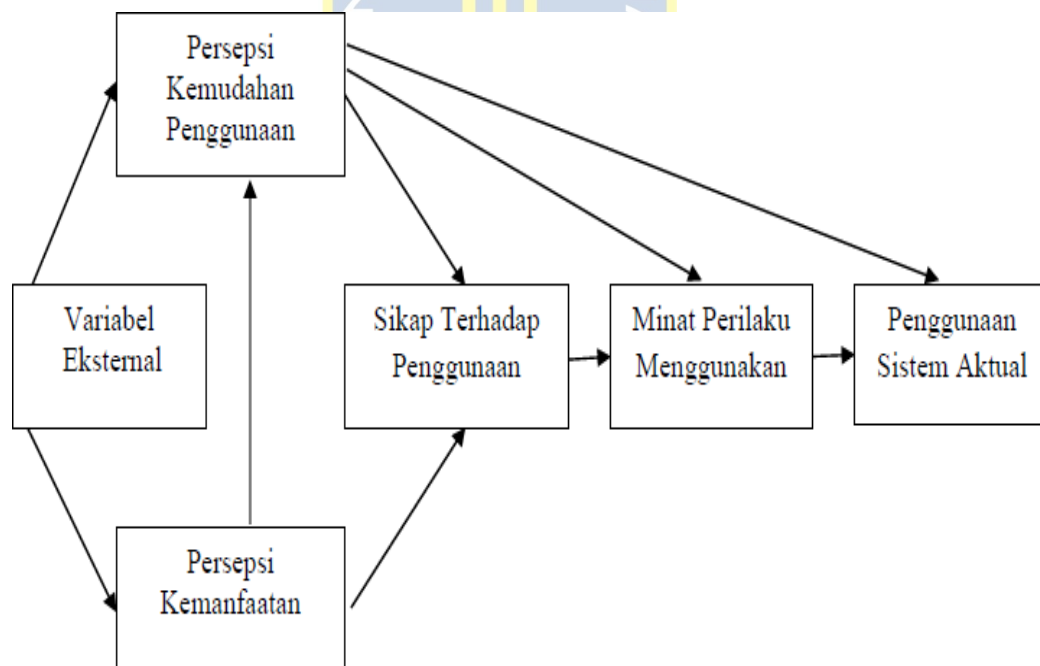 Persepsi
Kemudahan
Penggunaan
Variabel
Eksternal
Sikap Terhadap
Penggunaan
Minat Perilaku
Menggunakan
Penggunaan
Sistem Aktual
Persepsi
Kemanfaatan